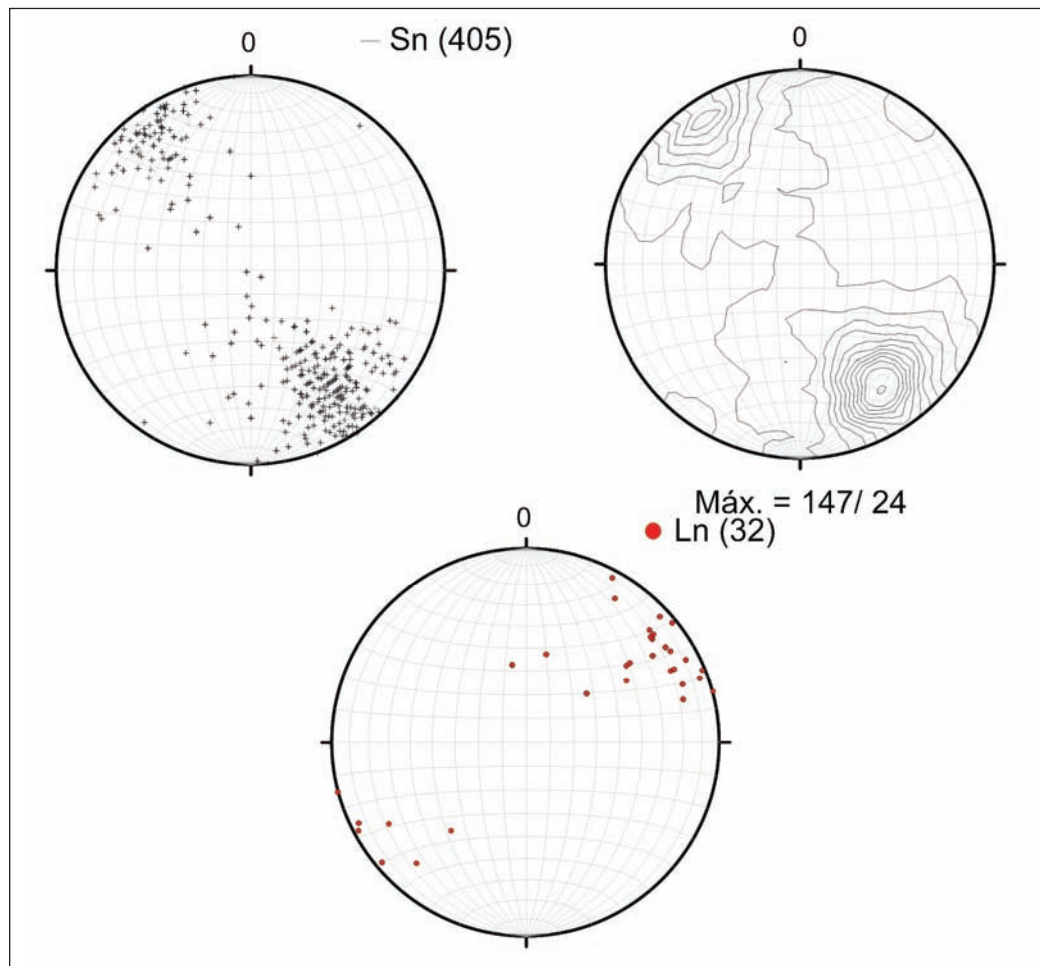 0
— Sn (405)
0
Máx. = 147/ 24
0
Ln (32)